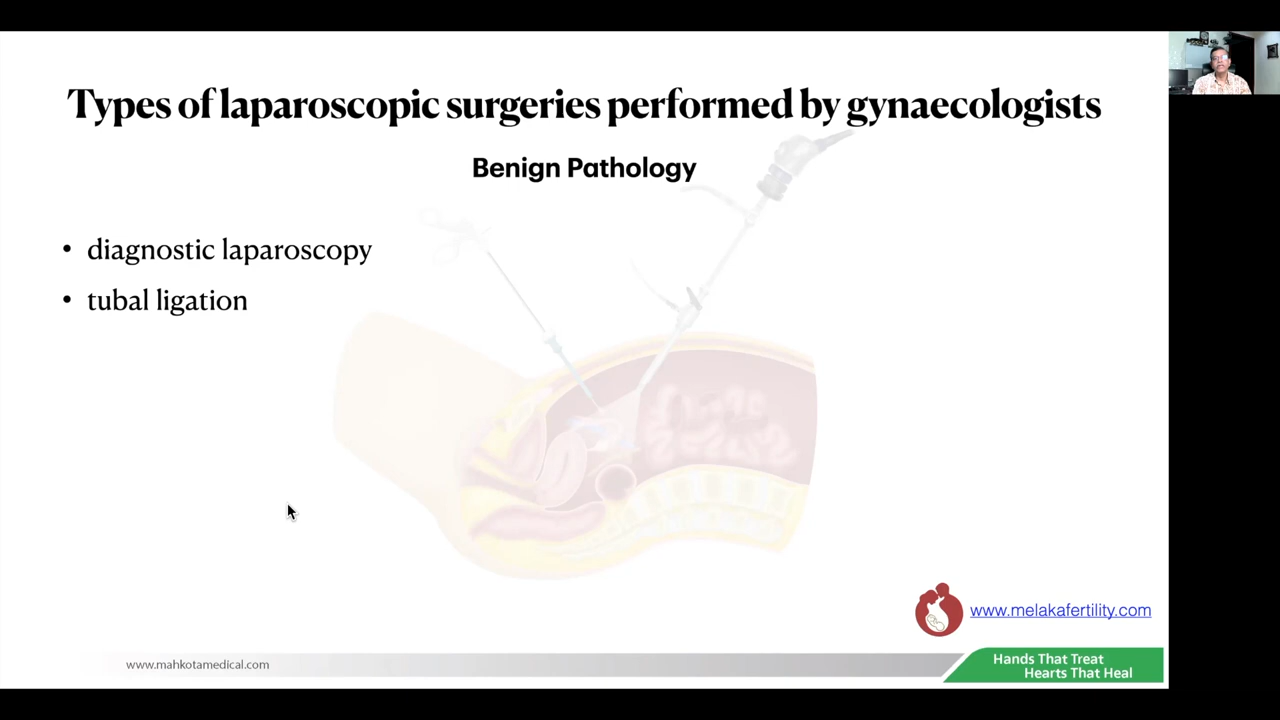 Types of laparoscopic surgeries performed by gynaecologists
Benign Pathology
• diagnostic laparoscopy
• tubal ligation
www.melakafertility.com
www.mahkotamedical.com
Hands That Treat
Hearts That Heal